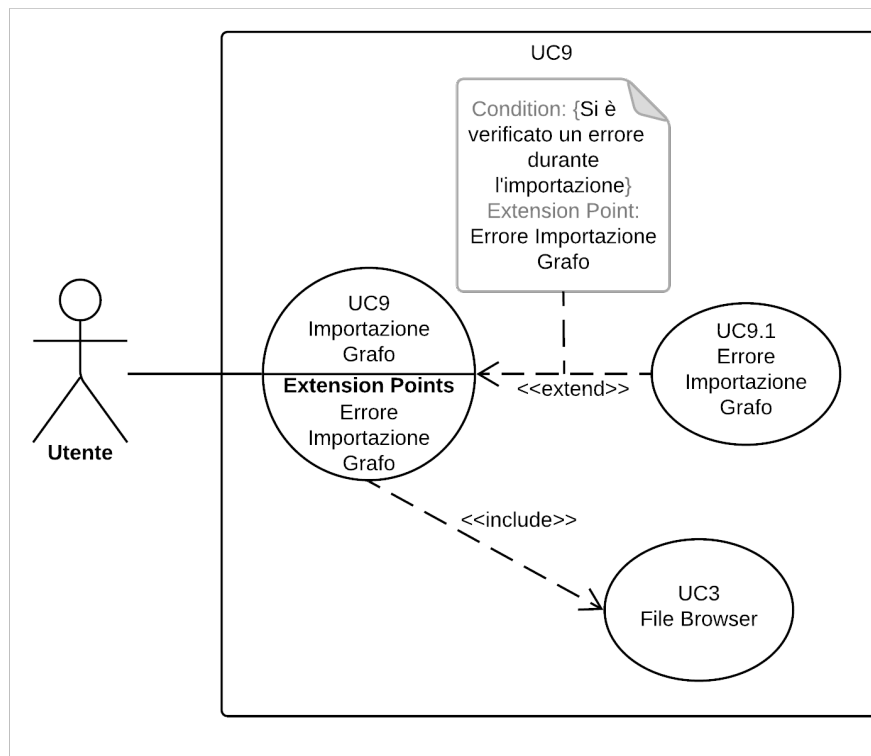 UC9
Condition: {Si è
verificato un errore
durante
l'importazione}
Extension Point:
Errore Importazione
Grafo
UC9
Importazione
Grafo
Extension Points
Errore
Importazione
Grafo
<<extend>>
UC9.1
Errore
Importazione
Grafo
Utente
<<include>>
UC3
File Browser